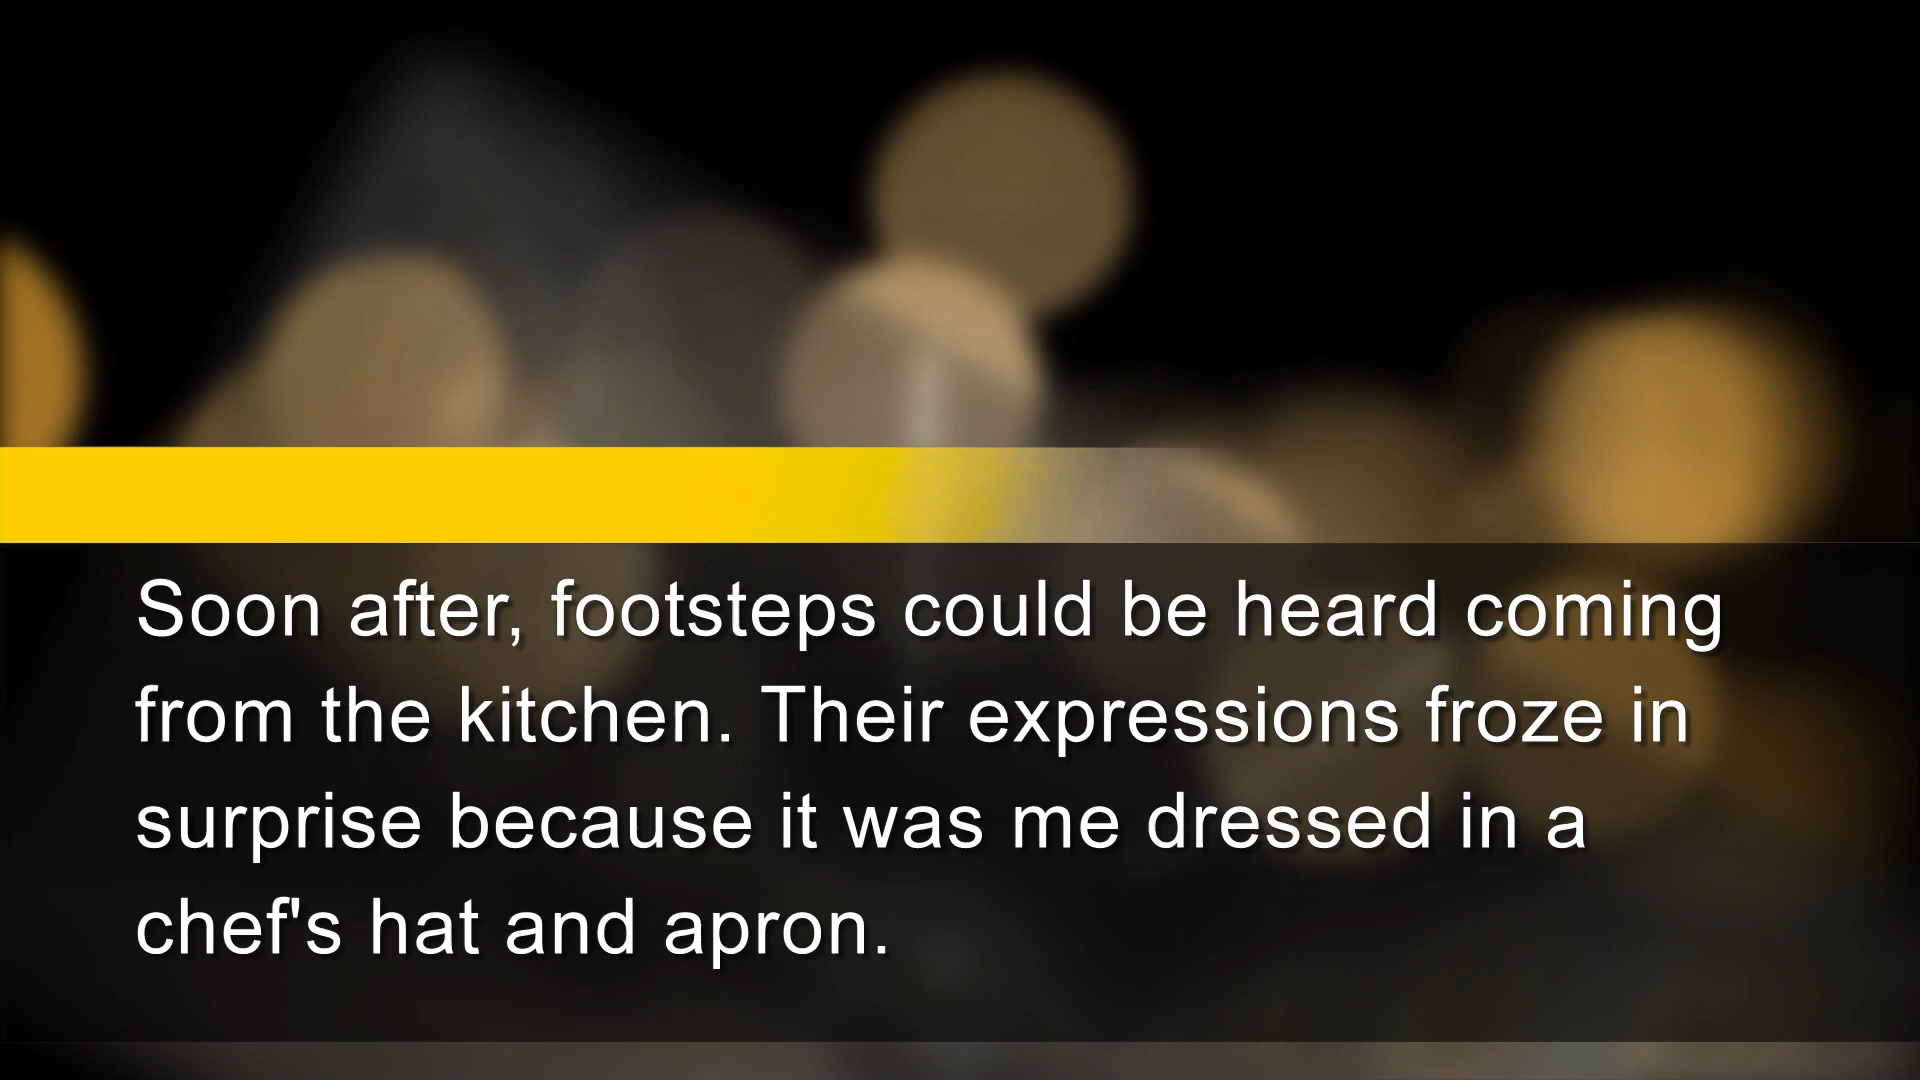 Soon after, footsteps could be heard coming
from the kitchen. Their expressions froze in
surprise because it was me dressed in a
chef's hat and apron.